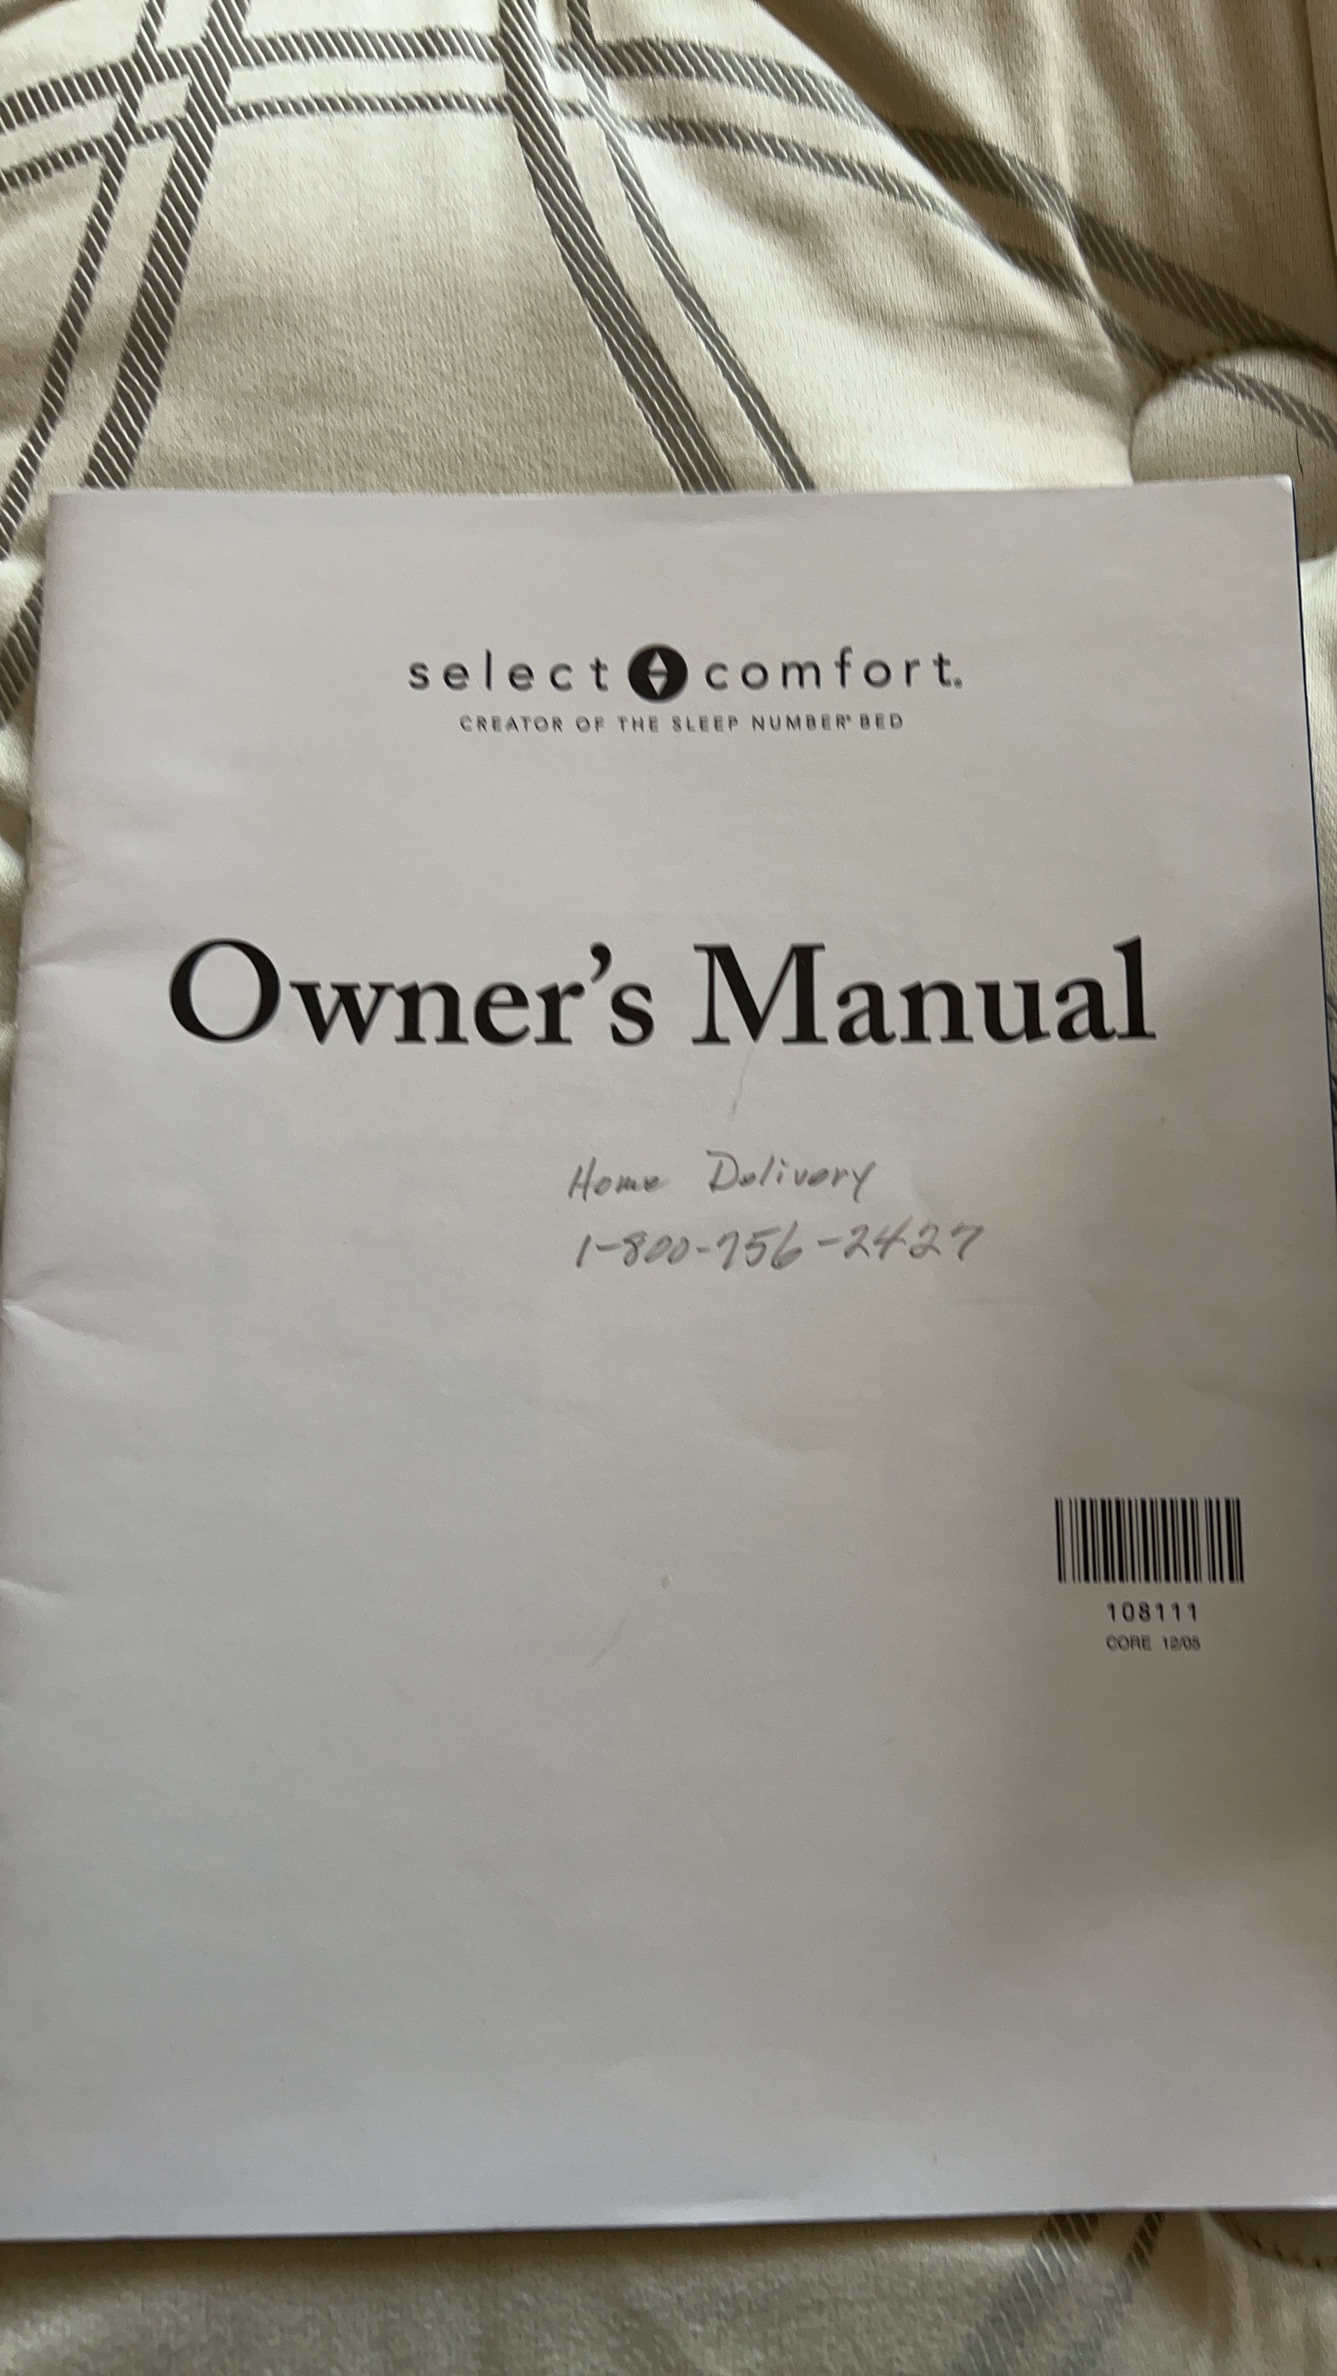 select comfort.
CREATOR OF THE SLEEP NUMBER® BED
Owner's Manual
Home Delivery
1-800-756-2427
108111
CORE 12/05